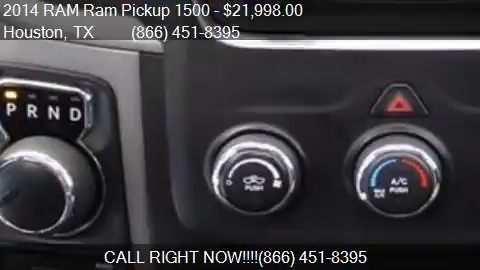 2014 RAM Ram Pickup 1500 - $21,998.00
Houston, TX (866) 451-8395
P R N D
PUSH
A/C
PUSH
CALL RIGHT NOW!!!!(866) 451-8395